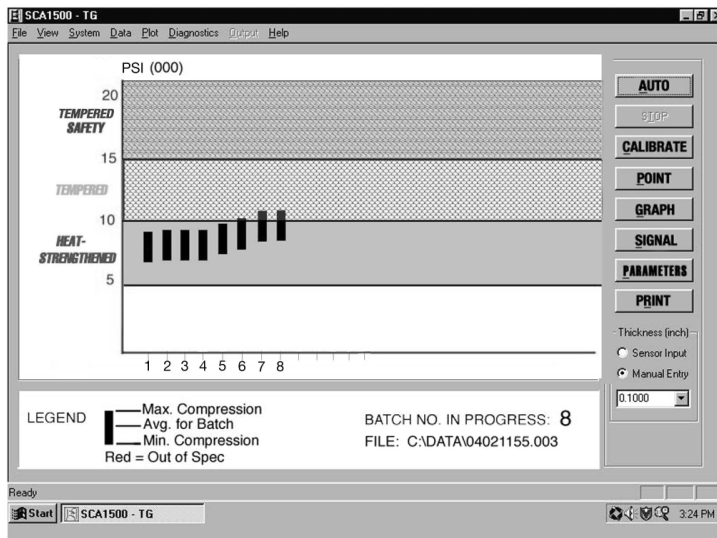 SCA1500 - TG
File View System Data Plot Diagnostics Output Help
PSI (000)
20
TEMPERED
SAFETY
15
TEMPERED
10
HEAT-
STRENGTHENED
5
1 2 3 4 5 6 7 8
AUTO
STOP
CALIBRATE
POINT
GRAPH
SIGNAL
PARAMETERS
PRINT
Thickness (inch)
Sensor Input
Manual Entry
0.1000
LEGEND
Max. Compression
Avg. for Batch
Min. Compression
Red = Out of Spec
BATCH NO. IN PROGRESS: 8
FILE: C:\DATA\04021155.003
Ready
Start SCA1500 - TG 3:24 PM